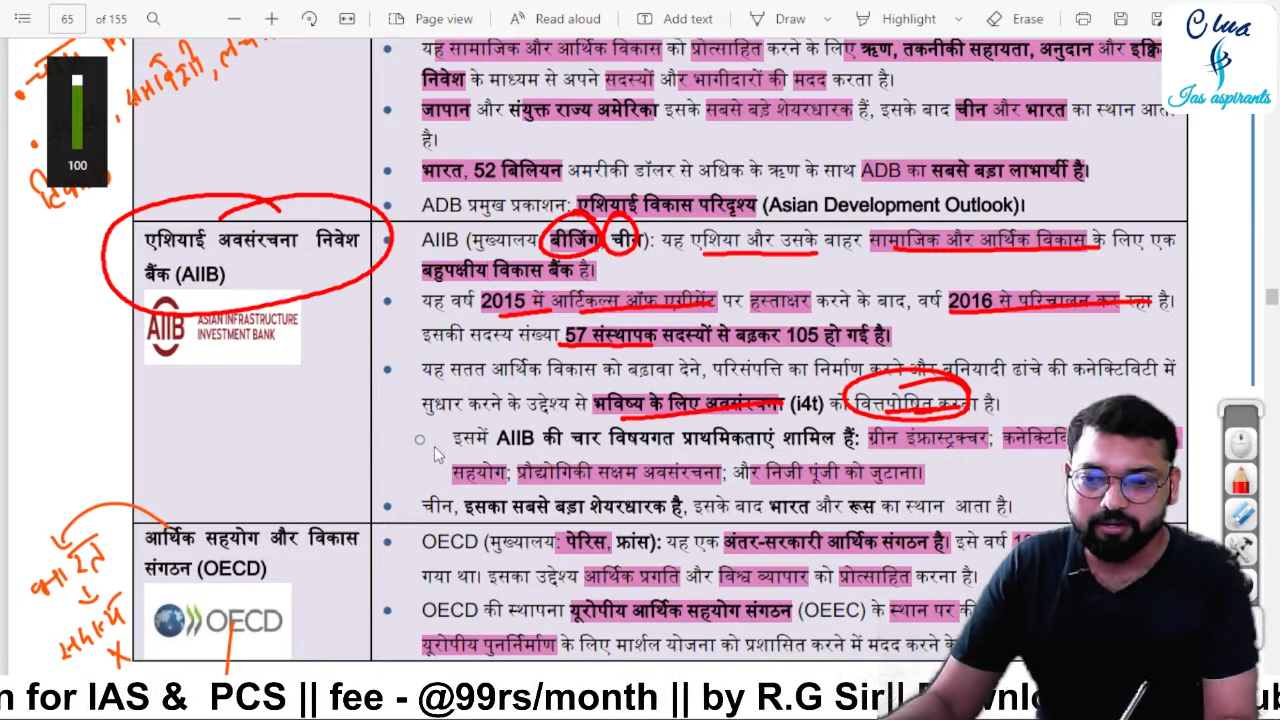 65 of 155
Page view
Read aloud
Add text
Draw
Highlight
Erase
CIvA
Ias aspirants
100
यह सामाजिक और आर्थिक विकास को प्रोत्साहित करने के लिए ऋण, तकनीकी सहायता, अनुदान और
निवेश के माध्यम से अपने सदस्यों और भागीदारों की मदद करता है।
जापान और संयुक्त राज्य अमेरिका इसके सबसे बड़े शेयरधारक हैं, इसके बाद चीन और भारत का स्थान
है।
भारत, 52 बिलियन अमरीकी डॉलर से अधिक के ऋण के साथ ADB का सबसे बड़ा लाभार्थी है।
ADB प्रमुख प्रकाशन: एशियाई विकास परिदृश्य (Asian Development Outlook)।
एशियाई अवसंरचना निवेश
बैंक (AIIB)
AIIB
ASIAN INFRASTRUCTURE
INVESTMENT BANK
AIIB (मुख्यालय बीजिंग चीन): यह एशिया और उसके बाहर सामाजिक और आर्थिक विकास के लिए एक
बहुपक्षीय विकास बैंक है।
यह वर्ष 2015 में आर्टिकल्स ऑफ एग्रीमेंट पर हस्ताक्षर करने के बाद, वर्ष 2016 से परिचालन कर रहा है।
इसकी सदस्य संख्या 57 संस्थापक सदस्यों से बढ़कर 105 हो गई है।
यह सतत आर्थिक विकास को बढ़ावा देने, परिसंपत्ति का निर्माण करने और बुनियादी ढांचे की कनेक्टिविटी में
सुधार करने के उद्देश्य से भविष्य के लिए अवसंरचना (i4t) को वित्तपोषित करता है।
इसमें AIIB की चार विषयगत प्राथमिकताएं शामिल हैं: ग्रीन इंफ्रास्ट्रक्चर;
सहयोग; प्रौद्योगिकी सक्षम अवसंरचना; और निजी पूंजी को जुटाना।
चीन, इसका सबसे बड़ा शेयरधारक है, इसके बाद भारत और रूस का स्थान आता है।
आर्थिक सहयोग और विकास
संगठन (OECD)
OECD
OECD (मुख्यालय: पेरिस, फ्रांस): यह एक अंतर-सरकारी आर्थिक संगठन है। इसे वर्ष
गया था। इसका उद्देश्य आर्थिक प्रगति और विश्व व्यापार को प्रोत्साहित करना है।
OECD की स्थापना यूरोपीय आर्थिक सहयोग संगठन (OEEC) के स्थान पर की
यूरोपीय पुनर्निर्माण के लिए मार्शल योजना को प्रशासित करने में मदद करने के
n for IAS & PCS || fee - @99rs/month || by R.G Sir||